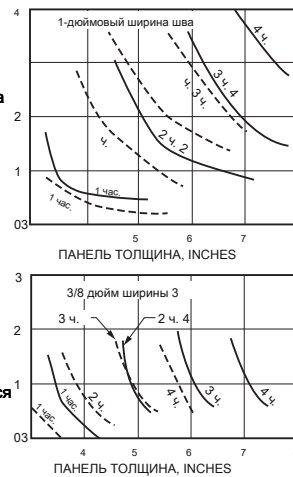 4
1-дюймовый ширина шва
4 ч.
3 ч. 4
ч. 3 ч.
2
2 ч. 2
ч.
1
1 час.
1 час.
03
5 6 7
ПАНЕЛЬ ТОЛЩИНА, INCHES
3
3/8 дюйм ширины 3
3 ч. 2 ч. 4
2
1
1 час.
1 час.
2 ч.
4 ч.
3 ч.
4 ч.
03
4 5 6 7
ПАНЕЛЬ ТОЛЩИНА, INCHES